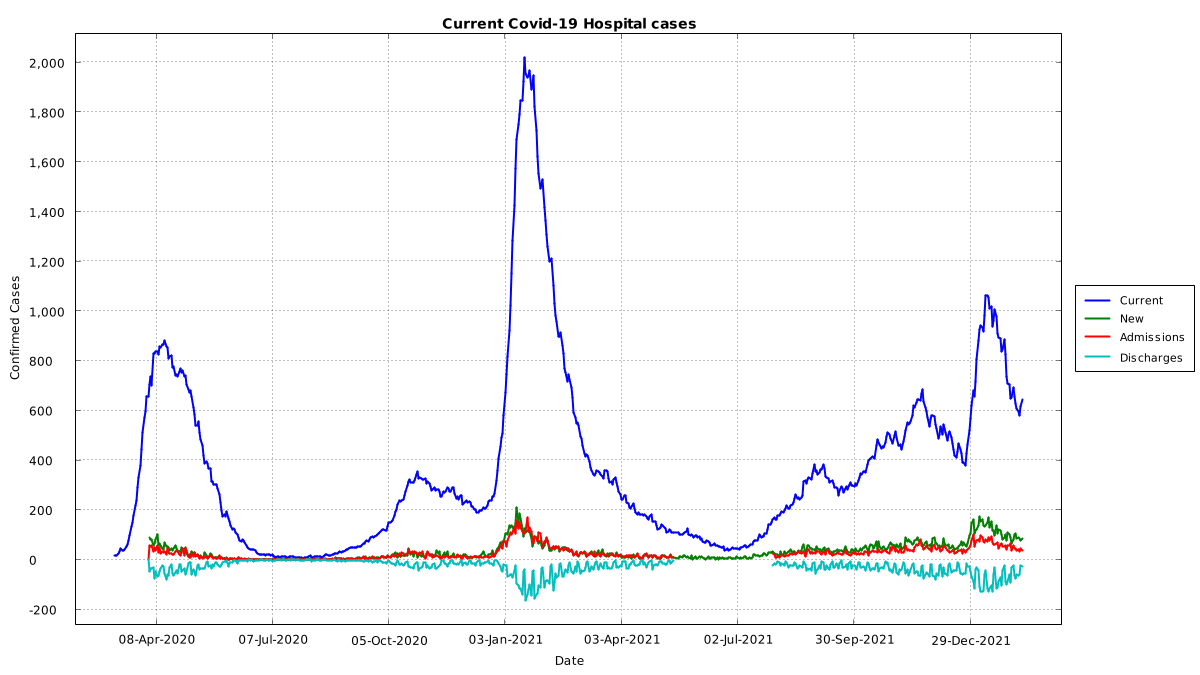 Current Covid-19 Hospital cases
Confirmed Cases
2,000
1,800
1,600
1,400
1,200
1,000
800
600
400
200
0
-200
08-Apr-2020
07-Jul-2020
05-Oct-2020
03-Jan-2021
03-Apr-2021
02-Jul-2021
30-Sep-2021
29-Dec-2021
Date
Current
New
Admissions
Discharges